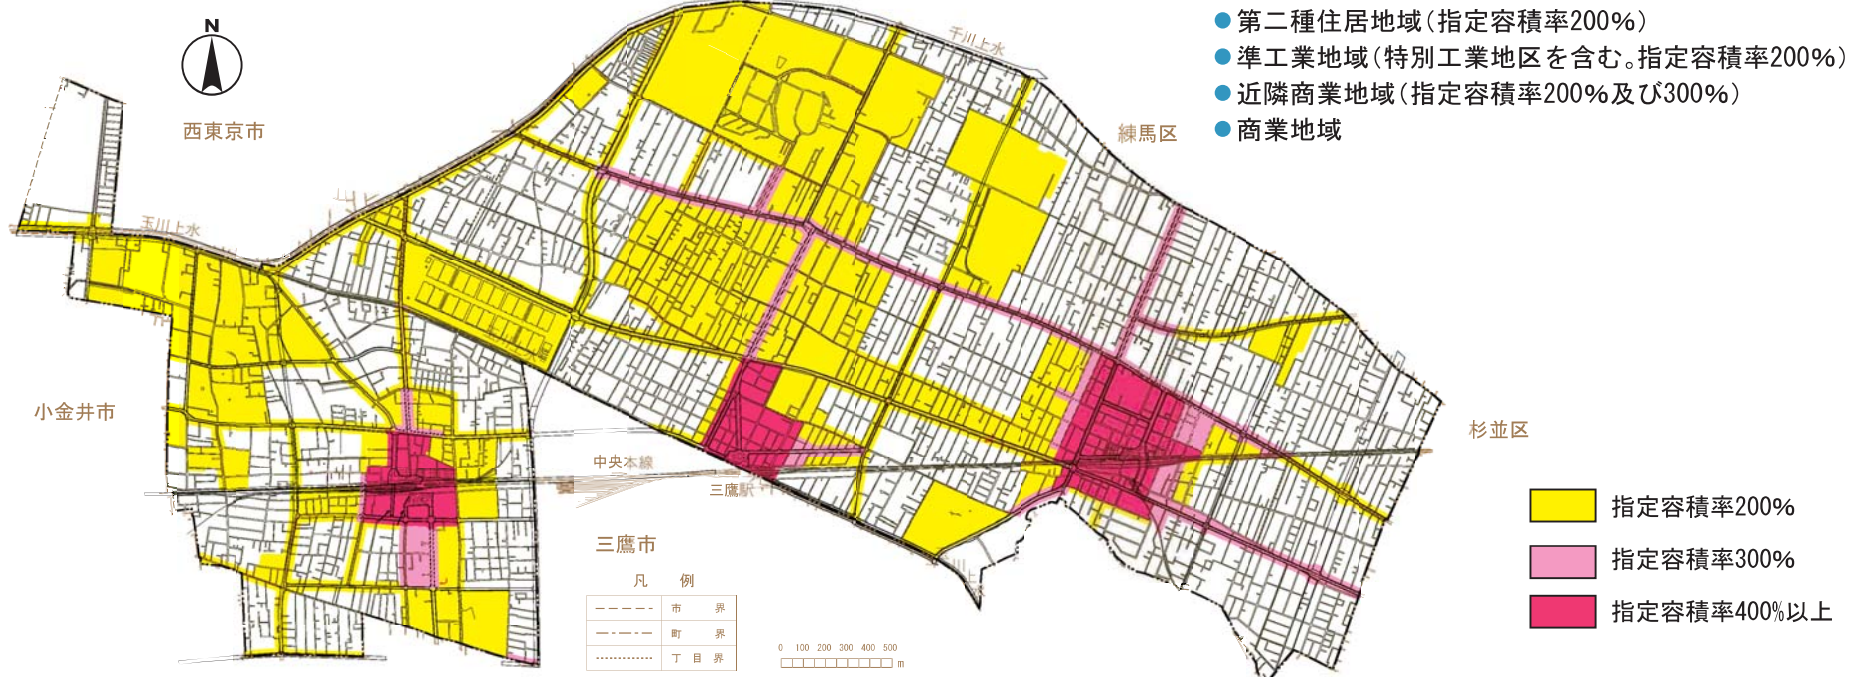 N
千川上水
●第二種住居地域(指定容積率200%)
●準工業地域(特別工業地区を含む。指定容積率200%)
●近隣商業地域(指定容積率200%及び300%)
●商業地域
西東京市
練馬区
玉川上水
小金井市
杉並区
中央本線
三鷹駅
三鷹市
指定容積率200%
指定容積率300%
指定容積率400%以上
凡 例
市 界
町 界
丁 目 界
0 100 200 300 400 500
m